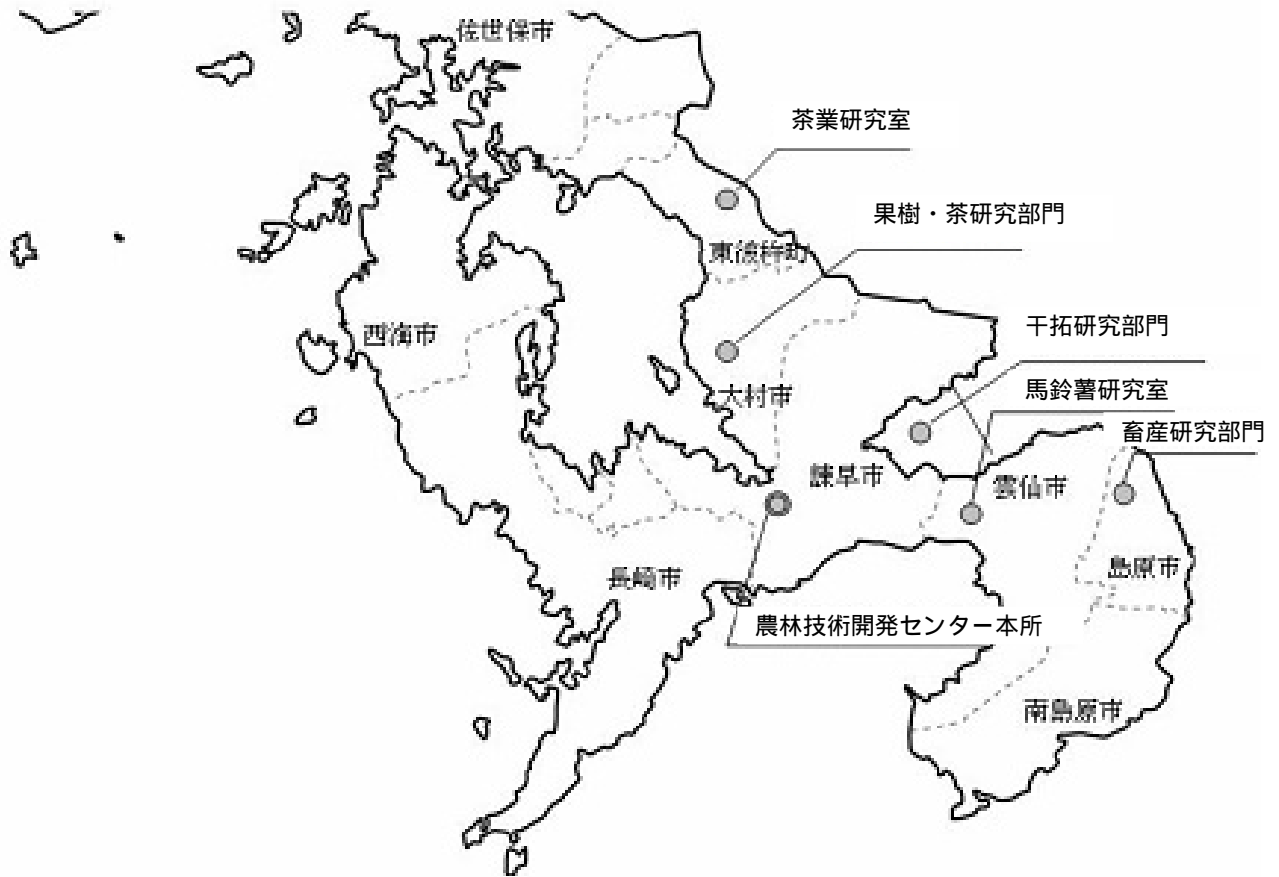 佐世保市
茶業研究室
果樹・茶研究部門
東彼杵町
干拓研究部門
西海市
馬鈴薯研究室
大村市
畜産研究部門
諫早市
雲仙市
島原市
長崎市
農林技術開発センター本所
南島原市